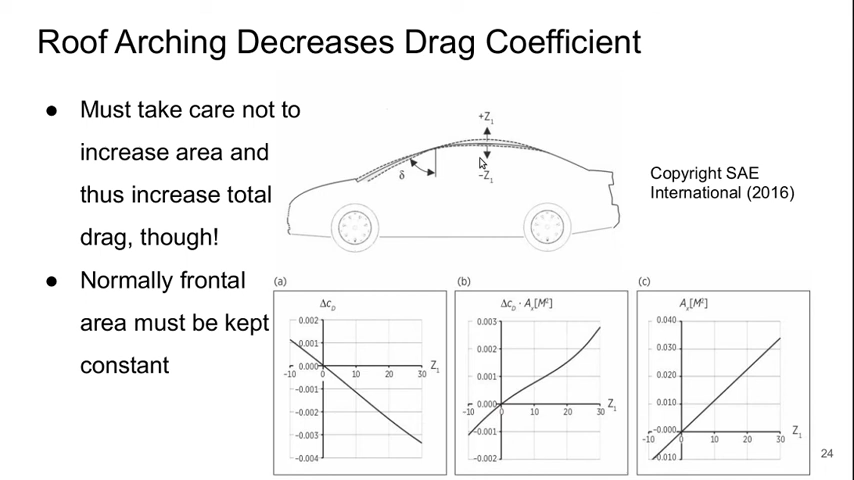 Roof Arching Decreases Drag Coefficient
● Must take care not to
increase area and
thus increase total
drag, though!
● Normally frontal
area must be kept
constant
+Z₁
δ
−Z₁
Copyright SAE
International (2016)
(a)
Δc_D
0.002
0.001
0.000
−0.001
−0.002
−0.003
−0.004
−10 10 20 30 Z₁
(b)
Δc_D · Aₓ[M²]
0.003
0.002
0.001
0.000
−0.001
−0.002
−10 0 10 20 30 Z₁
(c)
Aₓ[M²]
0.040
0.030
0.020
0.010
−0.000
0.010
−10 0 10 20 30 Z₁
24